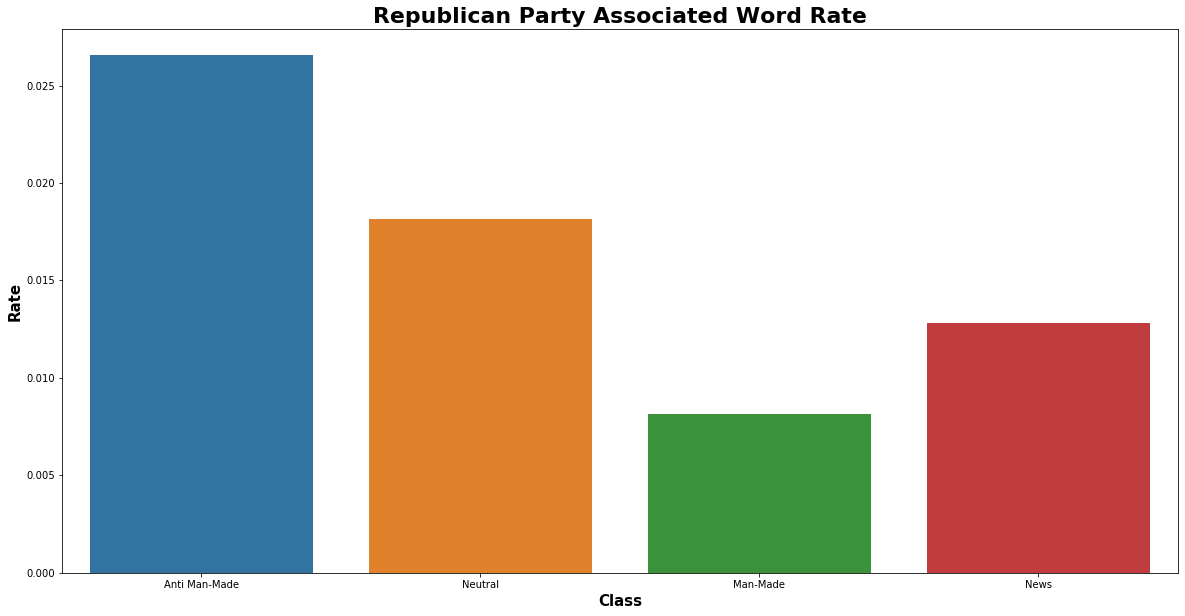 Republican Party Associated Word Rate
0.025
0.020
0.015
0.010
0.005
0.000
Rate
Anti Man-Made
Neutral
Man-Made
News
Class